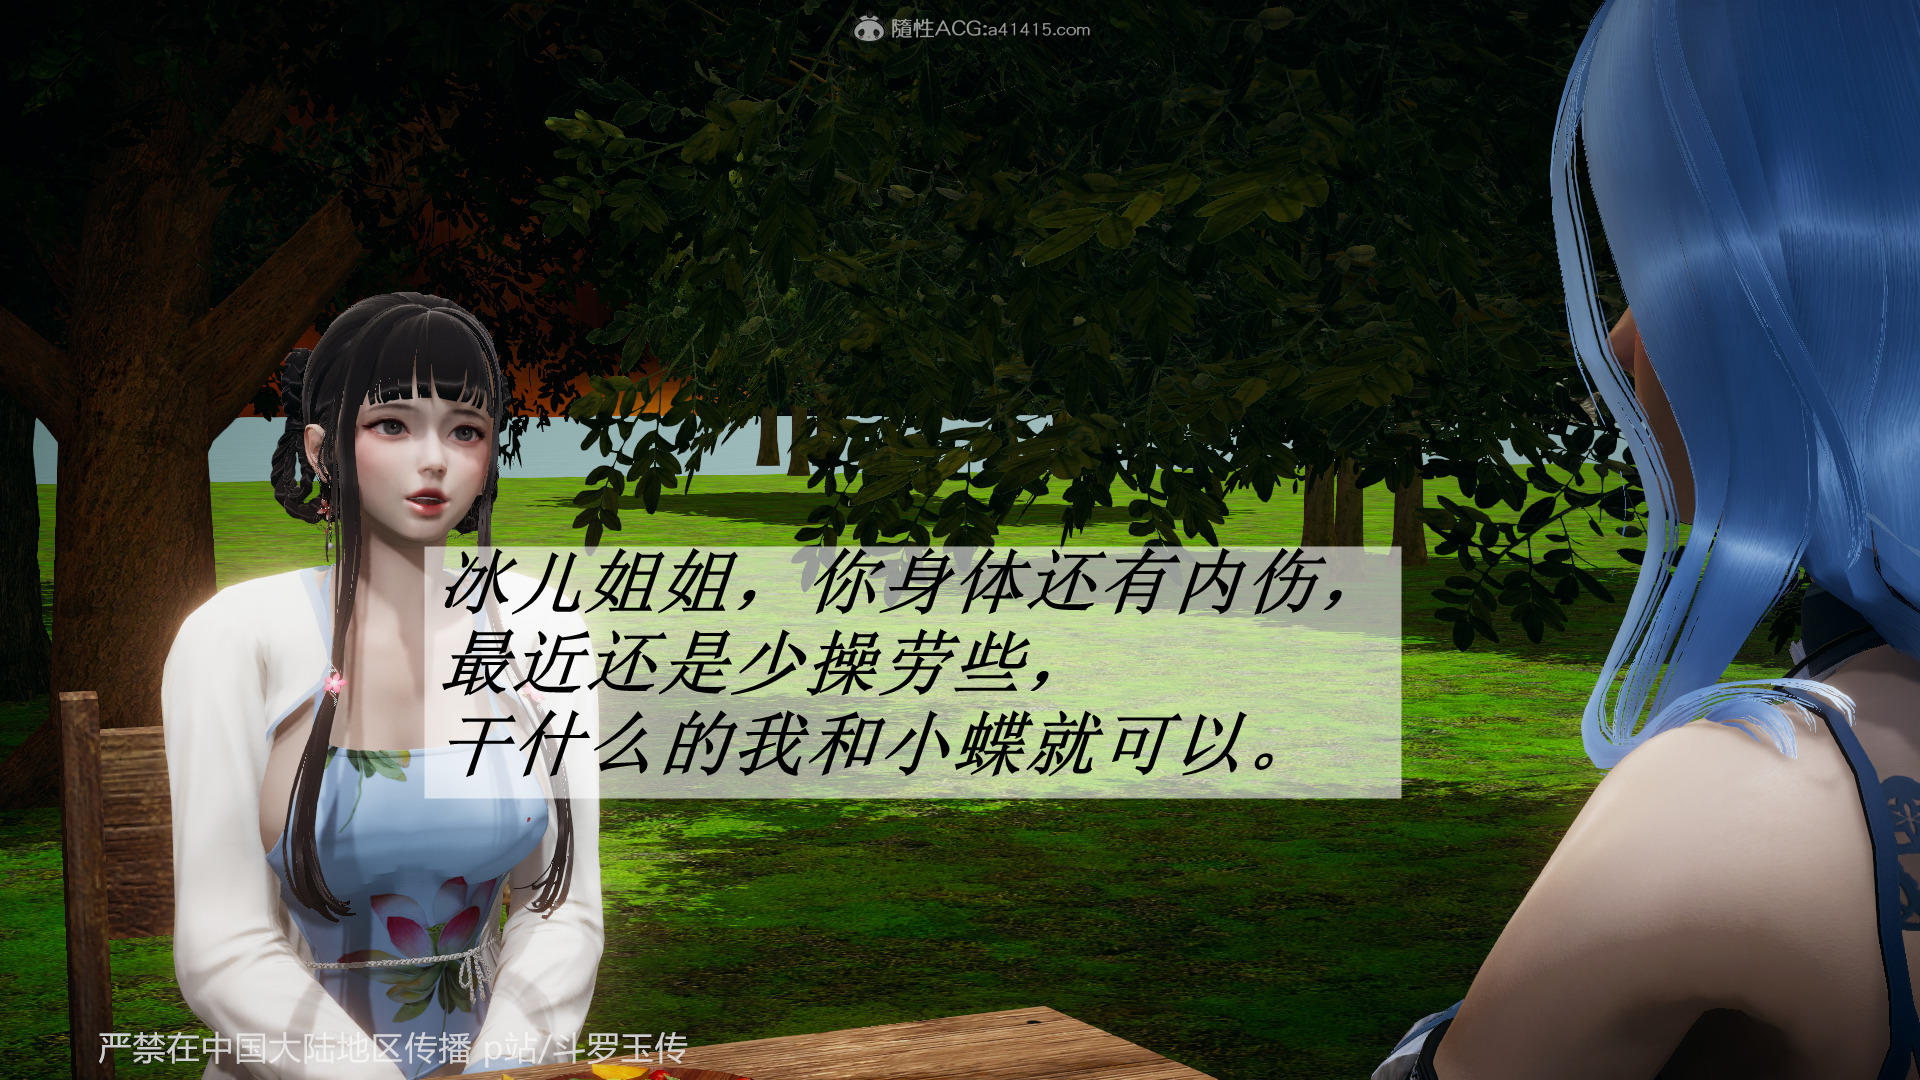 隨性ACG:a41415.com
冰儿姐姐，你身体还有内伤，
最近还是少操劳些，
干什么的我和小蝶就可以。
严禁在中国大陆地区传播 p站/斗罗玉传